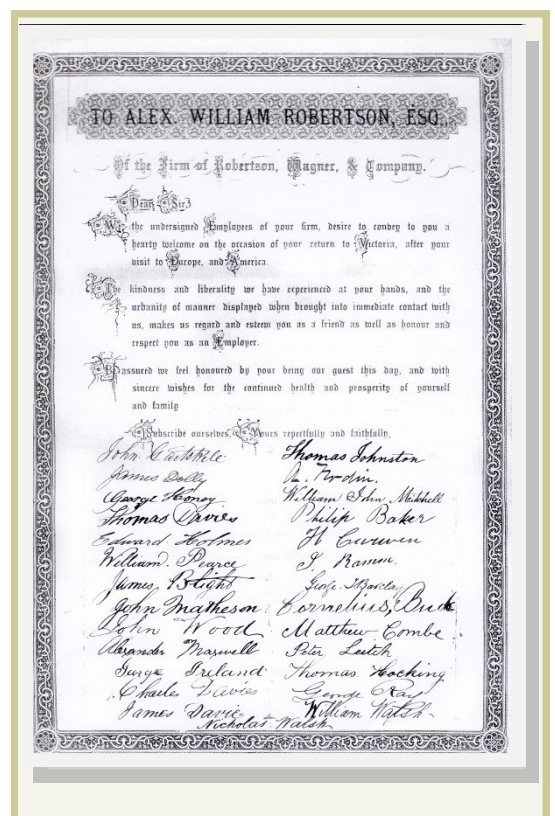 TO ALEX. WILLIAM ROBERTSON, ESQ.,
Of the Firm of Robertson, Wagner, & Company.
Dear Sir
We the undersigned Employees of your firm, desire to convey to you a
hearty welcome on the occasion of your return to Victoria, after your
visit to Europe, and America.
The kindness and liberality we have experienced at your hands, and the
urbanity of manner displayed when brought into immediate contact with
us, makes us regard and esteem you as a friend as well as honour and
respect you as an Employer.
Be assured we feel honoured by your being our guest this day, and with
sincere wishes for the continued health and prosperity of yourself
and family
Subscribe ourselves, Yours repectfully and faithfully,
John Thomas Johnston
James Dolly
George William John Mitchell
Thomas Davies Philip Baker
Edward Holmes H Curwen
William Pearce
James Bright George Barclay
John Matheson Cornelius Buck
John Wood Matthew Combe
Alexander Maxwell Peter Leitch
George Ireland Thomas Hocking
Charles Davies George
James Davie William Walsh
Nicholas Walsh